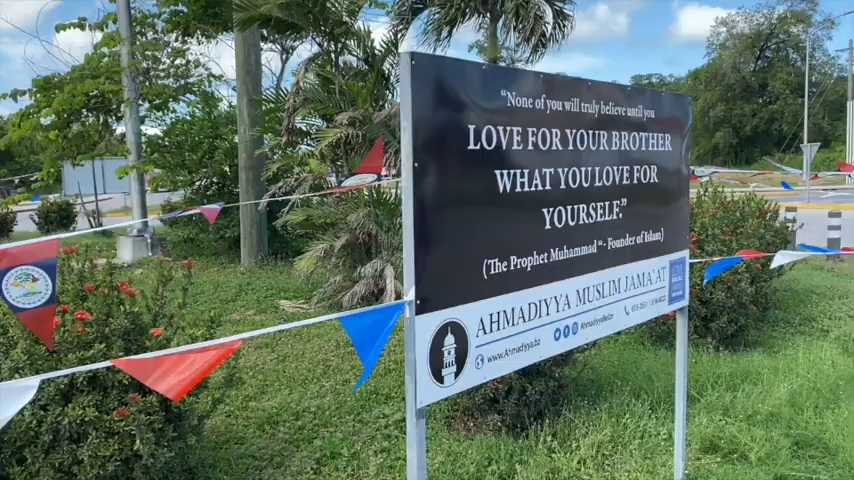 "None of you will truly believe until you
LOVE FOR YOUR BROTHER
WHAT YOU LOVE FOR
YOURSELF."
(The Prophet Muhammad - Founder of Islam)
AHMADIYYA MUSLIM JAMA'AT
www.Ahmadiyya.bz
AhmadiyyaBelize